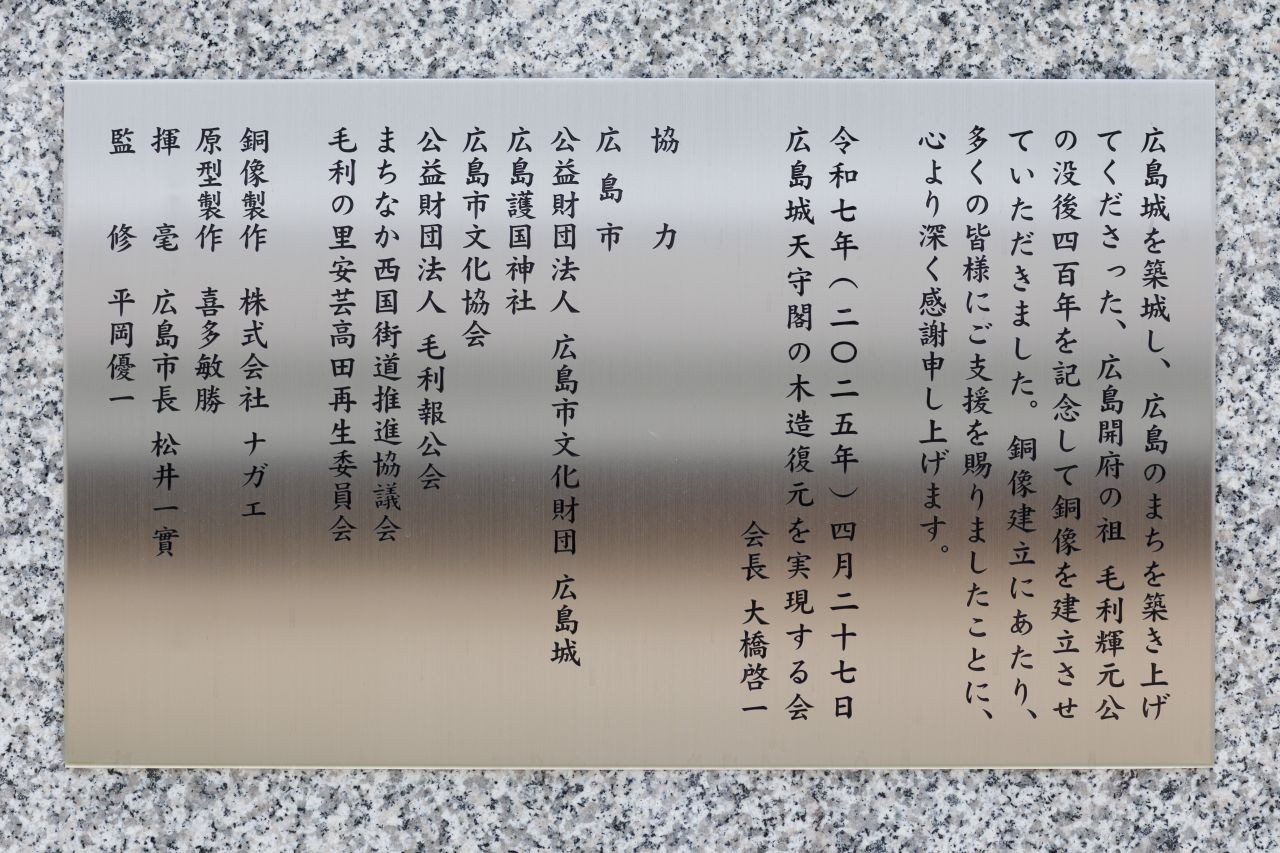 広島城を築城し、広島のまちを築き上げ
てくださった、広島開府の祖 毛利輝元公
の没後四百年を記念して銅像を建立させ
ていただきました。銅像建立にあたり、
多くの皆様にご支援を賜りましたことに、
心より深く感謝申し上げます。
令和七年(二〇二五年)四月二十七日
広島城天守閣の木造復元を実現する会
会長 大橋啓一
協 力
広島市
公益財団法人 広島市文化財団 広島城
広島護国神社
広島市文化協会
公益財団法人 毛利報公会
まちなか西国街道推進協議会
毛利の里安芸高田再生委員会
銅像製作 株式会社 ナガエ
原型製作 喜多敏勝
揮 毫 広島市長 松井一實
監 修 平岡優一